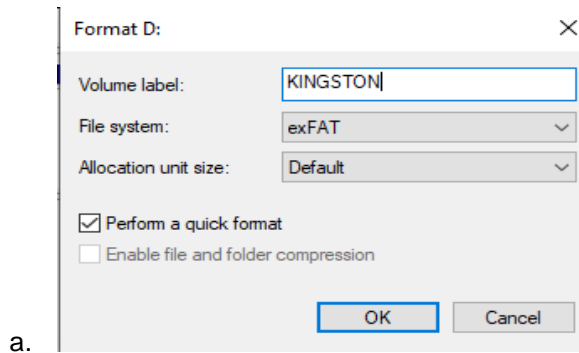 Format D:
Volume label: KINGSTON
File system: exFAT
Allocation unit size: Default
Perform a quick format
Enable file and folder compression
OK Cancel
a.